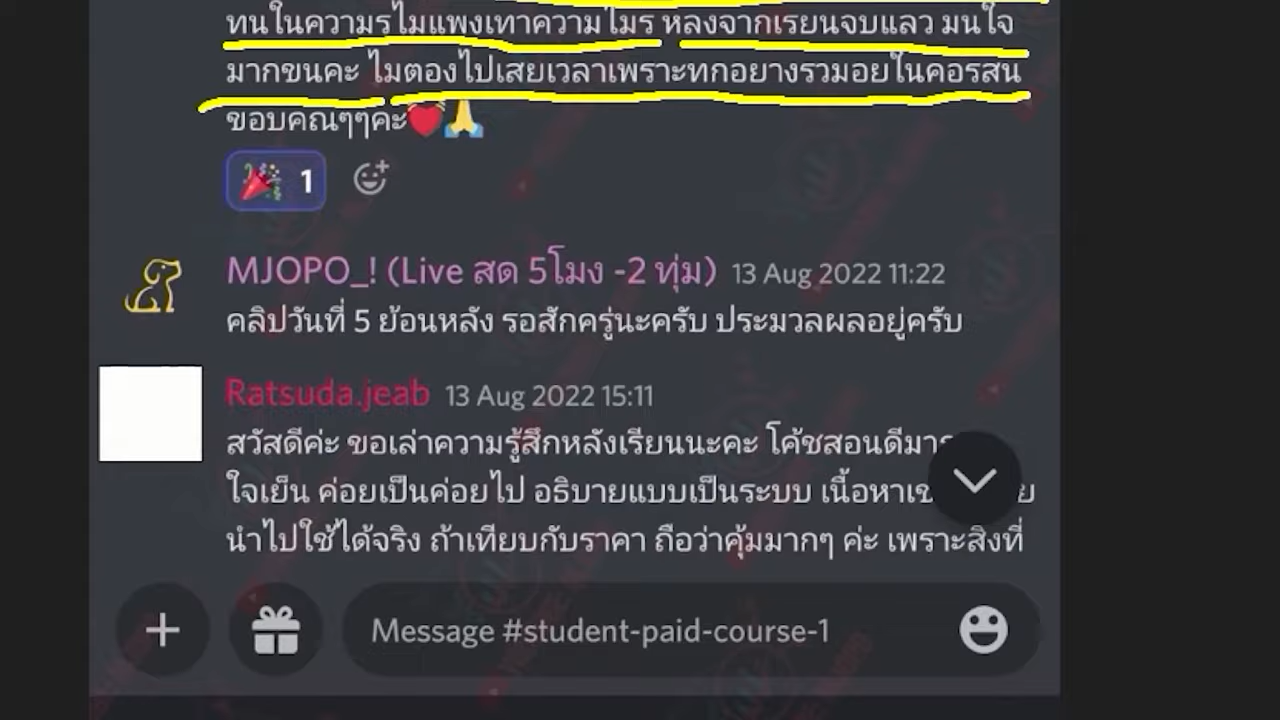 ทุนในความรู้ไม่แพงเท่าความไม่รู้ หลังจากเรียนจบแล้ว มั่นใจ
มากขึ้นค่ะ ไม่ต้องไปเสียเวลาเพราะทุกอย่างรวมอยู่ในคอร์สนี้
ขอบคุณๆๆค่ะ❤️🙏
🎉 1
MJOPO_! (Live สด 5โมง -2 ทุ่ม) 13 Aug 2022 11:22
คลิปวันที่ 5 ย้อนหลัง รอสักครู่นะครับ ประมวลผลอยู่ครับ
Ratsuda.jeab 13 Aug 2022 15:11
สวัสดีค่ะ ขอเล่าความรู้สึกหลังเรียนนะคะ โค้ชสอนดีมาก
ใจเย็น ค่อยเป็นค่อยไป อธิบายแบบเป็นระบบ
นำไปใช้ได้จริง ถ้าเทียบกับราคา ถือว่าคุ้มมากๆ ค่ะ เพราะสิ่งที่
Message #student-paid-course-1